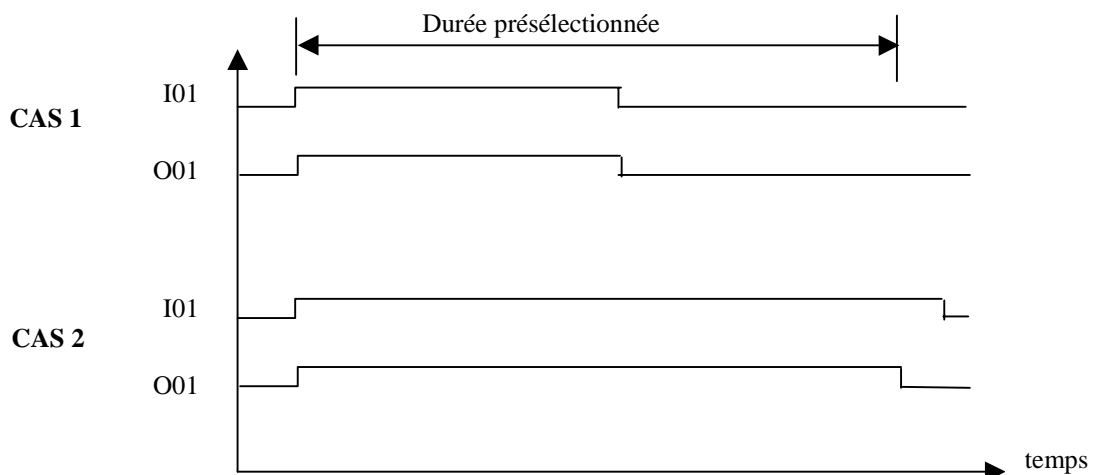 Durée présélectionnée
I01
CAS 1
O01
I01
CAS 2
O01
temps